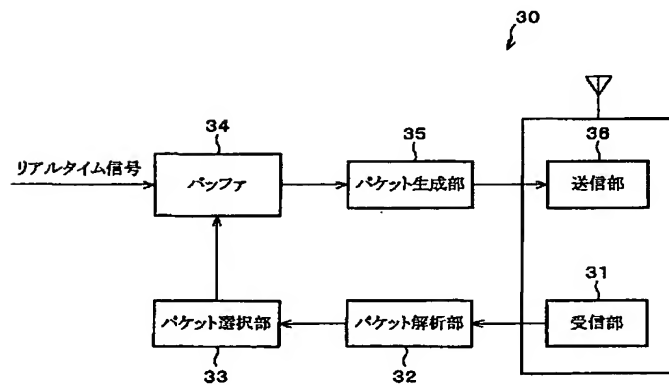 30
34
35
36
リアルタイム信号
バッファ
パケット生成部
送信部
31
パケット選択部
パケット解析部
受信部
33
32